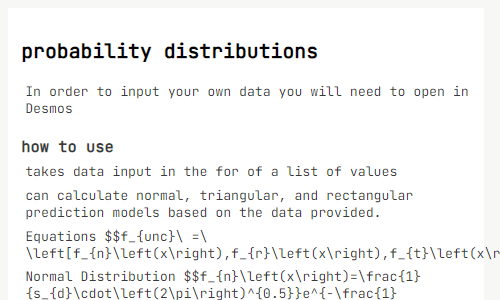 probability distributions
In order to input your own data you will need to open in
Desmos
how to use
takes data input in the for of a list of values
can calculate normal, triangular, and rectangular
prediction models based on the data provided.
Equations $$f_{unc}\ =\
\left[f_{n}\left(x\right),f_{r}\left(x\right),f_{t}\left(x\r
Normal Distribution $$f_{n}\left(x\right)=\frac{1}
{s_{d}\cdot\left(2\pi\right)^{0.5}}e^{-\frac{1}